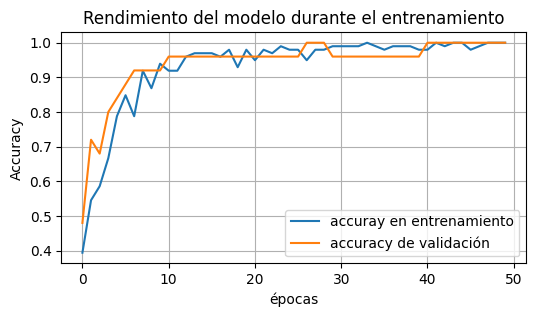 Rendimiento del modelo durante el entrenamiento
1.0
0.9
0.8
0.7
0.6
0.5
0.4
Accuracy
accuray en entrenamiento
accuracy de validación
0 10 20 30 40 50
épocas